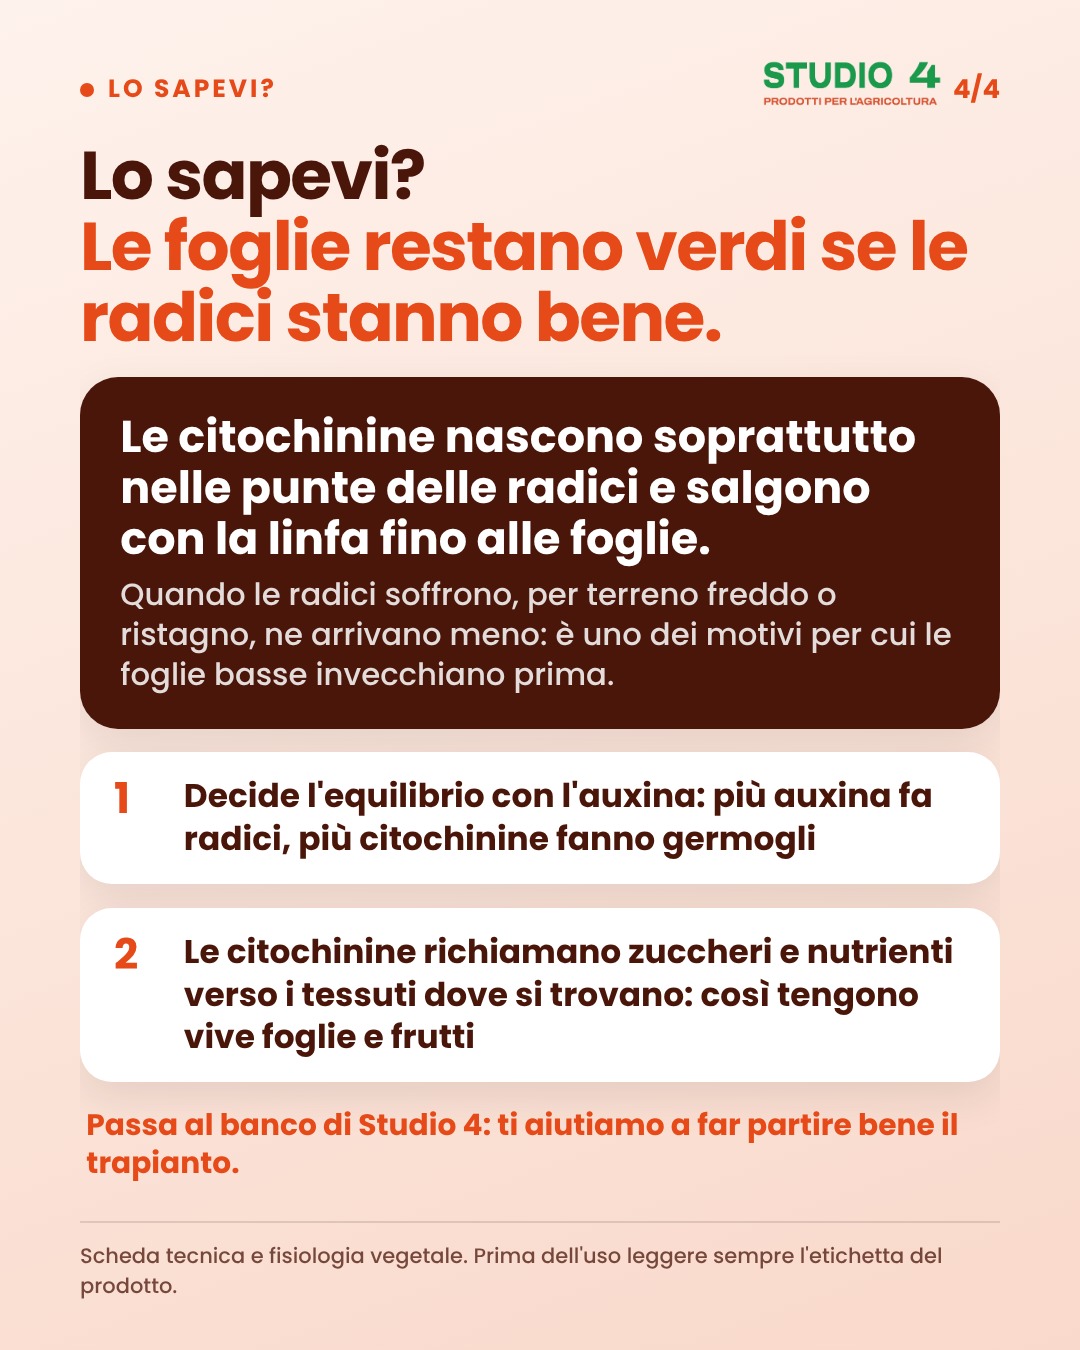 LO SAPEVI?
STUDIO 4
PRODOTTI PER L'AGRICOLTURA
4/4
Lo sapevi?
Le foglie restano verdi se le
radici stanno bene.
Le citochinine nascono soprattutto
nelle punte delle radici e salgono
con la linfa fino alle foglie.
Quando le radici soffrono, per terreno freddo o
ristagno, ne arrivano meno: è uno dei motivi per cui le
foglie basse invecchiano prima.
1
Decide l'equilibrio con l'auxina: più auxina fa
radici, più citochinine fanno germogli
2
Le citochinine richiamano zuccheri e nutrienti
verso i tessuti dove si trovano: così tengono
vive foglie e frutti
Passa al banco di Studio 4: ti aiutiamo a far partire bene il
trapianto.
Scheda tecnica e fisiologia vegetale. Prima dell'uso leggere sempre l'etichetta del
prodotto.